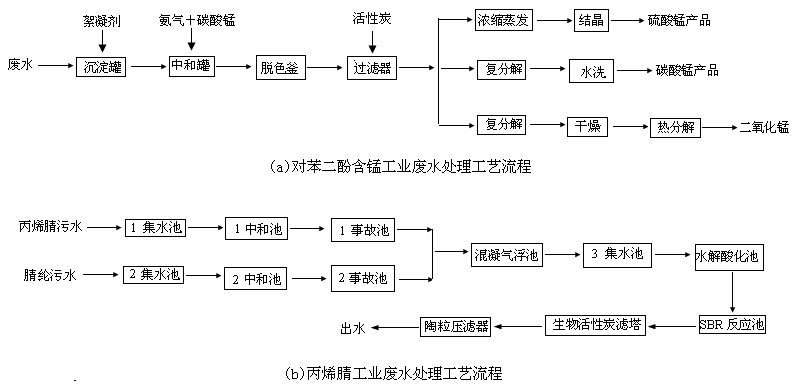 絮凝剂 氨气＋碳酸锰 活性炭
浓缩蒸发 结晶 硫酸锰产品
废水 沉淀罐 中和罐 脱色釜 过滤器 复分解 水洗 碳酸锰产品
复分解 干燥 热分解 二氧化锰
(a)对苯二酚含锰工业废水处理工艺流程
丙烯腈污水 1 集水池 1 中和池 1 事故池
混凝气浮池 3 集水池 水解酸化池
腈纶污水 2 集水池 2 中和池 2 事故池
出水 陶粒压滤器 生物活性炭滤塔 SBR 反应池
(b)丙烯腈工业废水处理工艺流程